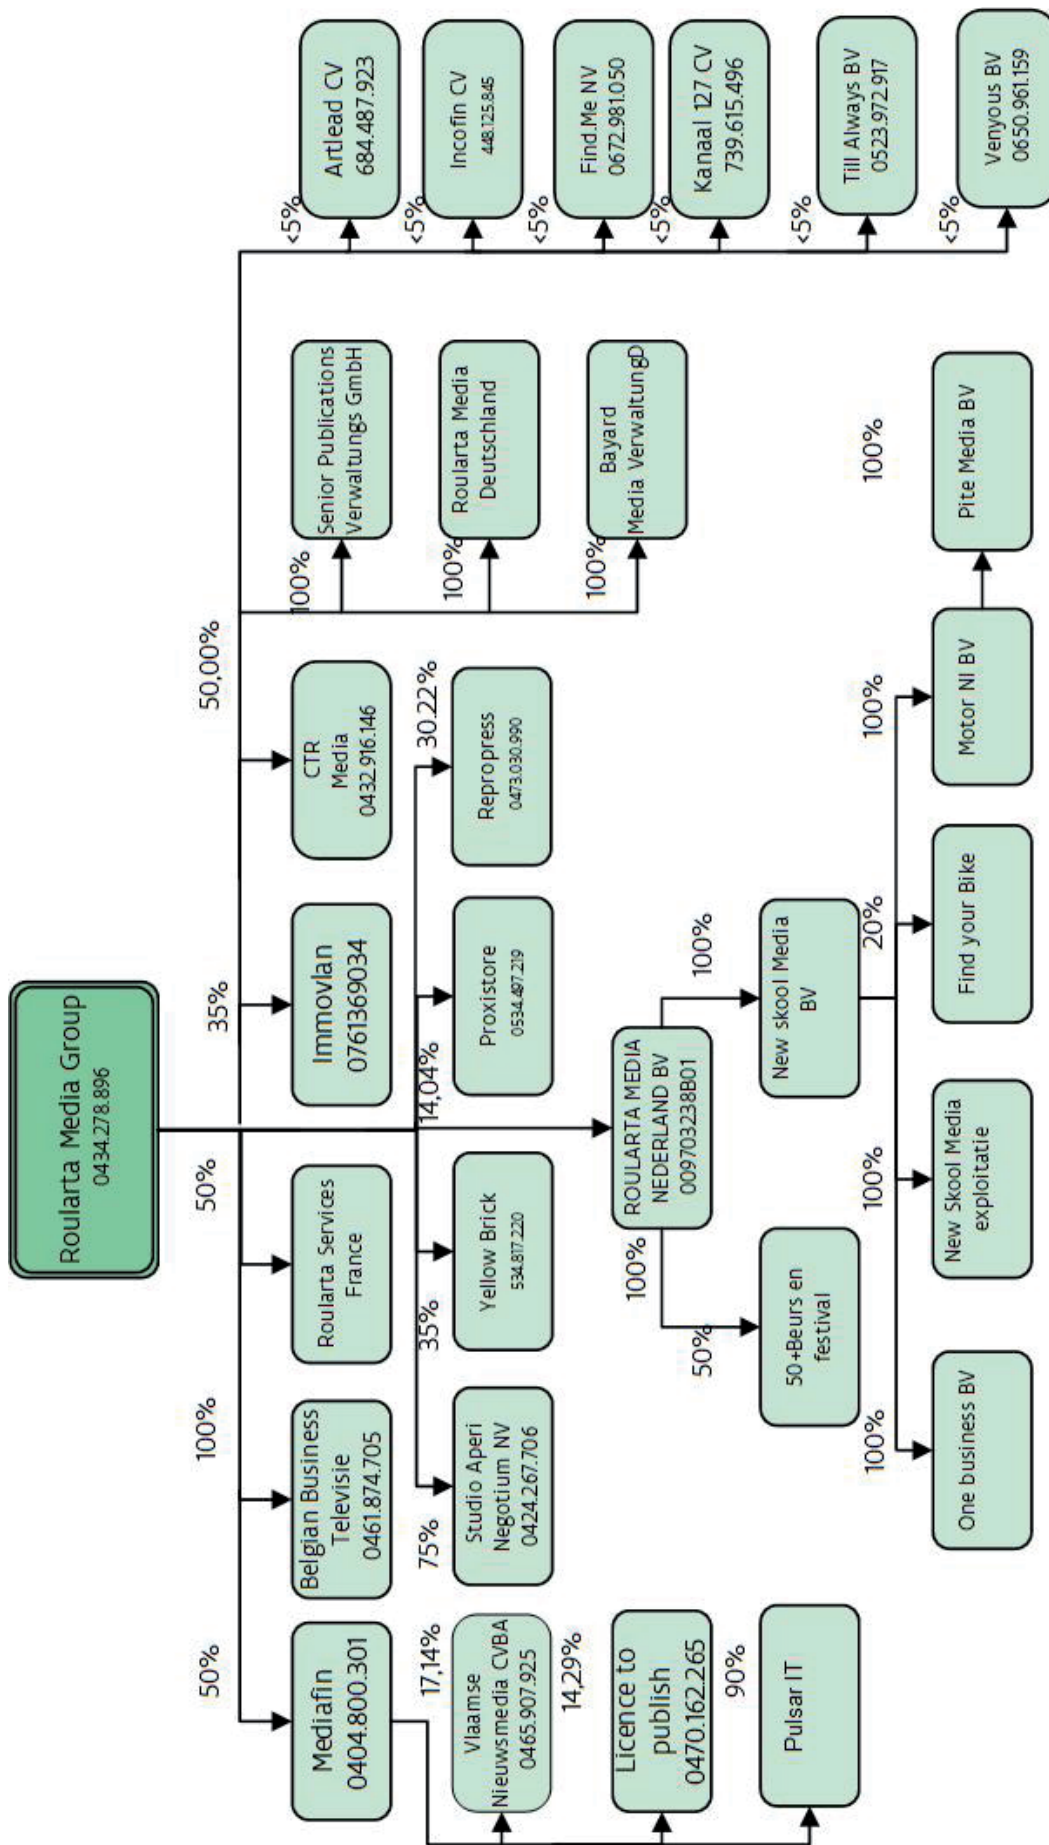 Roularta Media Group
0434.278.896
50%
100%
50%
35%
50,00%
Mediafin
0404.800.301
Belgian Business
Televisie
0461.874.705
Roularta Services
France
Immovlan
0761369034
CTR
Media
0432.916.146
100%
Senior Publications
Verwaltungs GmbH
<5%
Artlead CV
684.487.923
17,14%
75%
35%
14,04%
30.22%
Vlaamse
Nieuwsmedia CVBA
0465.907.925
Studio Aperi
Negotium NV
0424.267.706
Yellow Brick
534.817.220
Proxistore
0534.497.219
Repropress
0473.030.990
100%
Roularta Media
Deutschland
<5%
Incofin CV
448.125.845
14,29%
Licence to
publish
0470.162.265
100%
ROULARTA MEDIA
NEDERLAND BV
009703238B01
100%
Bayard
Media VerwaltungD
<5%
Find.Me NV
0672.981.050
<5%
Kanaal 127 CV
739.615.496
90%
Pulsar IT
50%
50+Beurs en
festival
100%
New skool Media
BV
<5%
Till Always BV
0523.972.917
100%
100%
20%
100%
100%
One business BV
New Skool Media
exploitatie
Find your Bike
Motor Nl BV
Pite Media BV
<5%
Venyous BV
0650.961.159